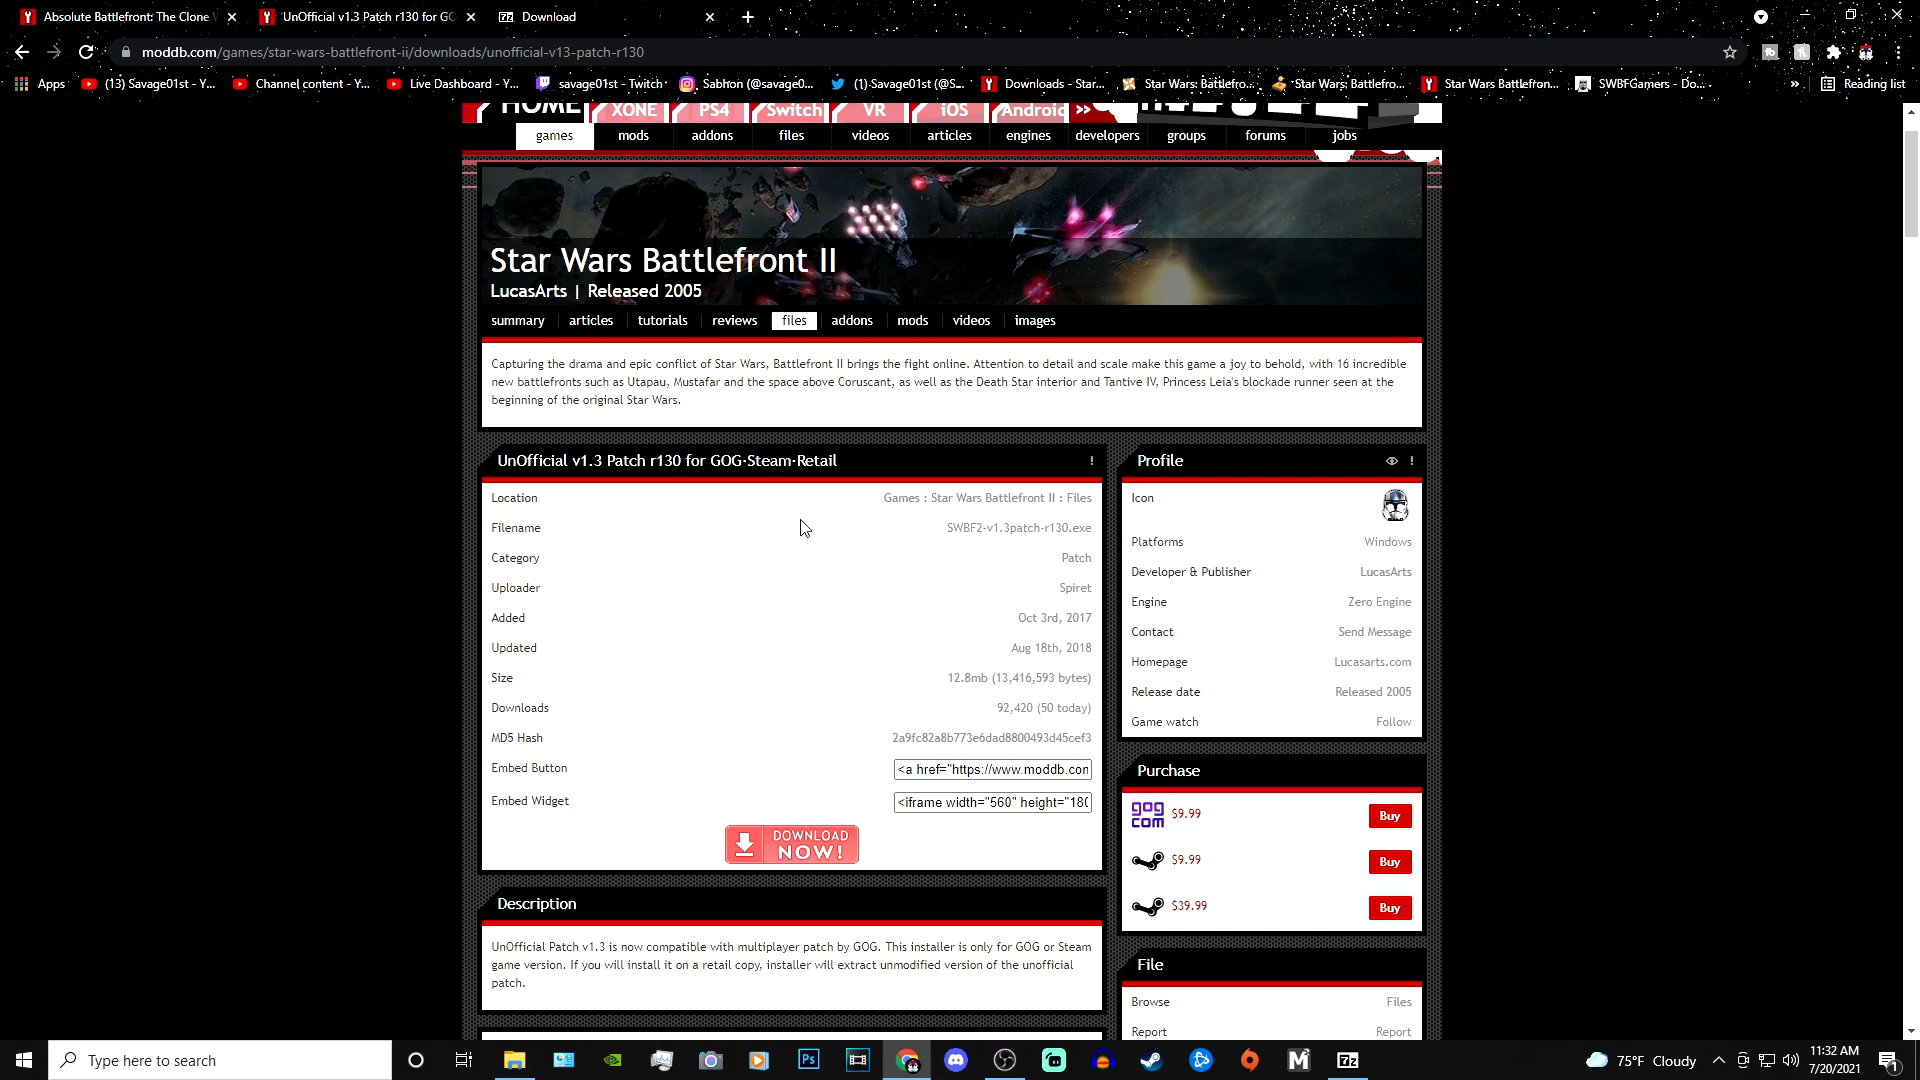 Absolute Battlefront: The Clone
UnOfficial v1.3 Patch r130 for GO
7z Download
moddb.com/games/star-wars-battlefront-ii/downloads/unofficial-v13-patch-r130
Apps
(13) Savage01st - Y...
Channel content - Y...
Live Dashboard - Y...
savage01st - Twitch
Sabhon (@savage0...
(1) Savage01st (@S...
Downloads - Star...
Star Wars: Battlefro...
Star Wars: Battlefro...
Star Wars Battlefron...
SWBFGamers - Do...
»
Reading list
HOME XONE PS4 Switch VR iOS Android »
games mods addons files videos articles engines developers groups forums jobs
Star Wars Battlefront II
LucasArts | Released 2005
summary articles tutorials reviews files addons mods videos images
Capturing the drama and epic conflict of Star Wars, Battlefront II brings the fight online. Attention to detail and scale make this game a joy to behold, with 16 incredible
new battlefronts such as Utapau, Mustafar and the space above Coruscant, as well as the Death Star interior and Tantive IV, Princess Leia's blockade runner seen at the
beginning of the original Star Wars.
UnOfficial v1.3 Patch r130 for GOG·Steam·Retail !
Location Games : Star Wars Battlefront II : Files
Filename SWBF2-v1.3patch-r130.exe
Category Patch
Uploader Spiret
Added Oct 3rd, 2017
Updated Aug 18th, 2018
Size 12.8mb (13,416,593 bytes)
Downloads 92,420 (50 today)
MD5 Hash 2a9fc82a8b773e6dad8800493d45cef3
Embed Button <a href="https://www.moddb.con
Embed Widget <iframe width="560" height="180
DOWNLOAD
NOW!
Description
UnOfficial Patch v1.3 is now compatible with multiplayer patch by GOG. This installer is only for GOG or Steam
game version. If you will install it on a retail copy, installer will extract unmodified version of the unofficial
patch.
Profile !
Icon
Platforms Windows
Developer & Publisher LucasArts
Engine Zero Engine
Contact Send Message
Homepage Lucasarts.com
Release date Released 2005
Game watch Follow
Purchase
gog com $9.99 Buy
$9.99 Buy
$39.99 Buy
File
Browse Files
Report Report
Type here to search
Ps
M
7z
75°F Cloudy
11:32 AM
7/20/2021
1